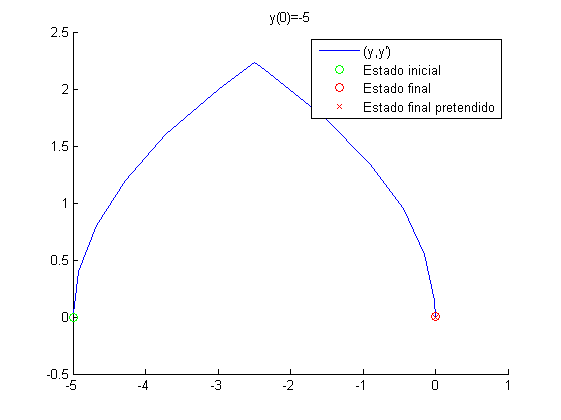 y(0)=-5
2.5
(y,y')
Estado inicial
2
Estado final
Estado final pretendido
1.5
1
0.5
0
-0.5
-5 -4 -3 -2 -1 0 1